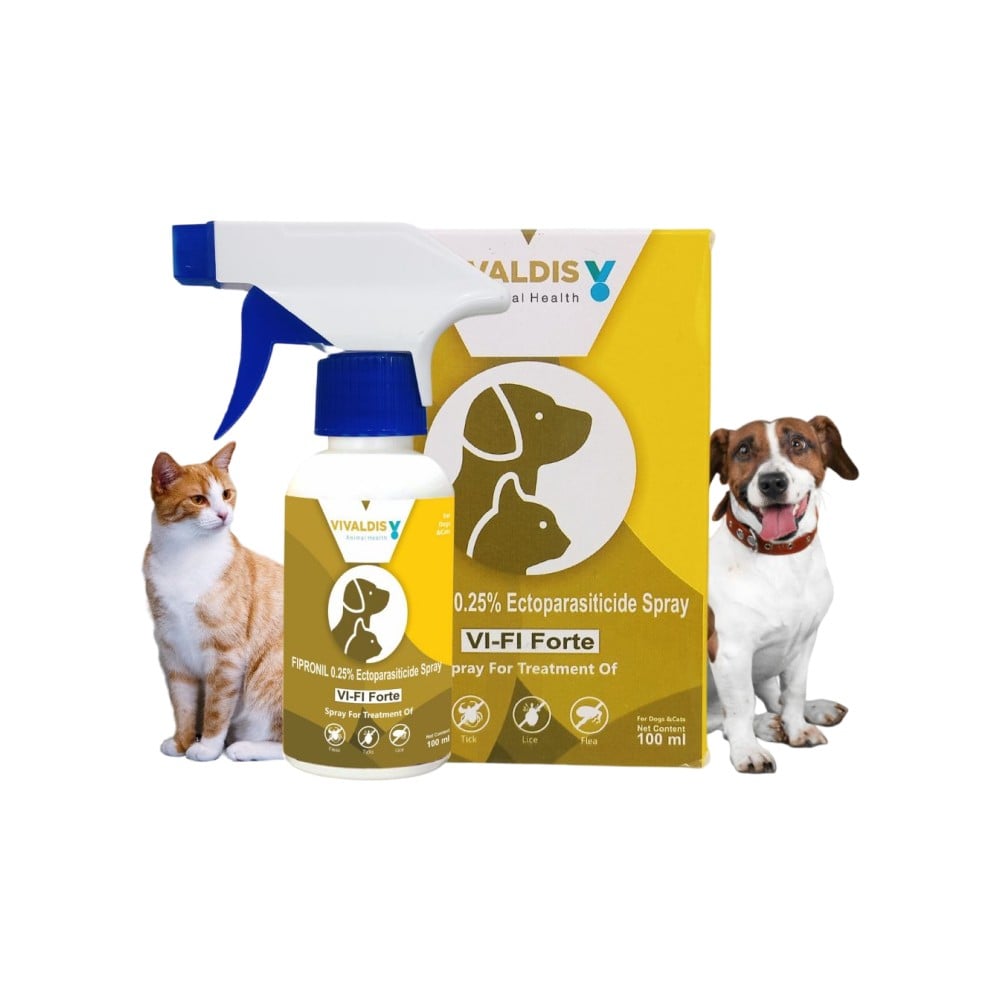 VIVALDIS
Animal Health
For
Dogs
&Cats
FIPRONIL 0.25% Ectoparasiticide Spray
VI-FI Forte
Spray For Treatment Of
Ticks
Lice
Net Content
100 ml
VALDIS
al Health
0.25% Ectoparasiticide Spray
VI-FI Forte
pray For Treatment Of
Tick
Lice
Flea
For Dogs &Cats
Net Content
100 ml